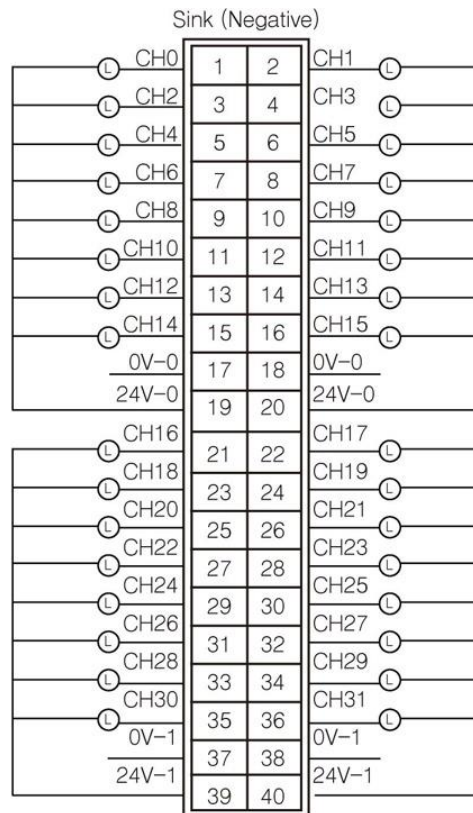 Sink (Negative)
L CH0 1 2 CH1 L
L CH2 3 4 CH3 L
L CH4 5 6 CH5 L
L CH6 7 8 CH7 L
L CH8 9 10 CH9 L
L CH10 11 12 CH11 L
L CH12 13 14 CH13 L
L CH14 15 16 CH15 L
0V-0 17 18 0V-0
24V-0 19 20 24V-0
L CH16 21 22 CH17 L
L CH18 23 24 CH19 L
L CH20 25 26 CH21 L
L CH22 27 28 CH23 L
L CH24 29 30 CH25 L
L CH26 31 32 CH27 L
L CH28 33 34 CH29 L
L CH30 35 36 CH31 L
0V-1 37 38 0V-1
24V-1 39 40 24V-1